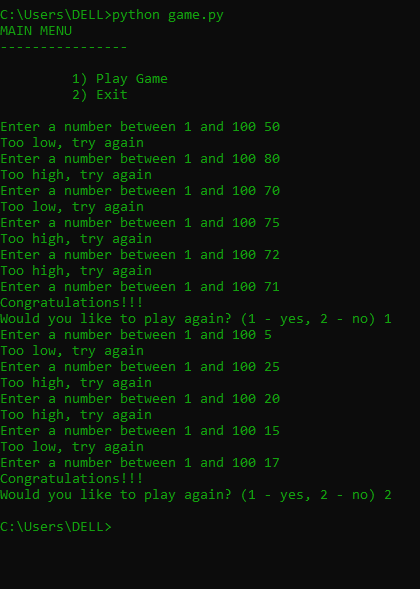 C:\Users\DELL>python game.py
MAIN MENU
----------------
1) Play Game
2) Exit
Enter a number between 1 and 100 50
Too low, try again
Enter a number between 1 and 100 80
Too high, try again
Enter a number between 1 and 100 70
Too low, try again
Enter a number between 1 and 100 75
Too high, try again
Enter a number between 1 and 100 72
Too high, try again
Enter a number between 1 and 100 71
Congratulations!!!
Would you like to play again? (1 - yes, 2 - no) 1
Enter a number between 1 and 100 5
Too low, try again
Enter a number between 1 and 100 25
Too high, try again
Enter a number between 1 and 100 20
Too high, try again
Enter a number between 1 and 100 15
Too low, try again
Enter a number between 1 and 100 17
Congratulations!!!
Would you like to play again? (1 - yes, 2 - no) 2
C:\Users\DELL>